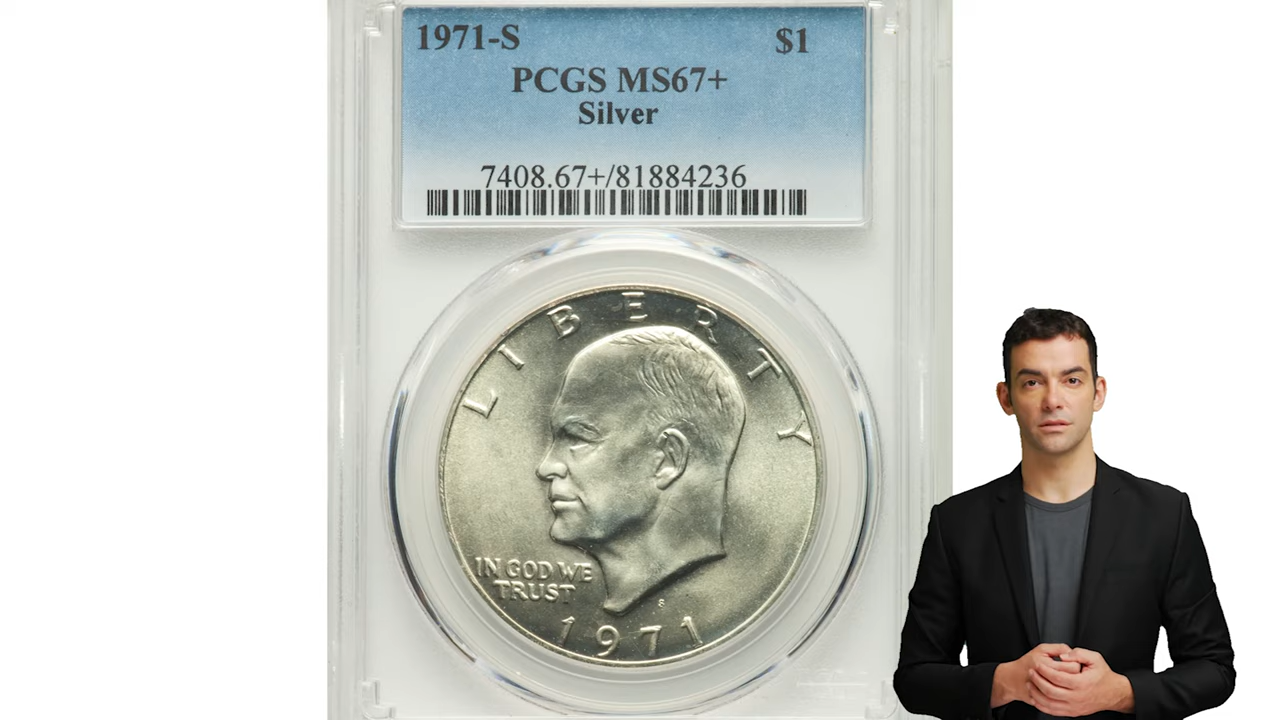 1971-S $1
PCGS MS67+
Silver
7408.67+/81884236
LIBERTY
IN GOD WE
TRUST
S
1971